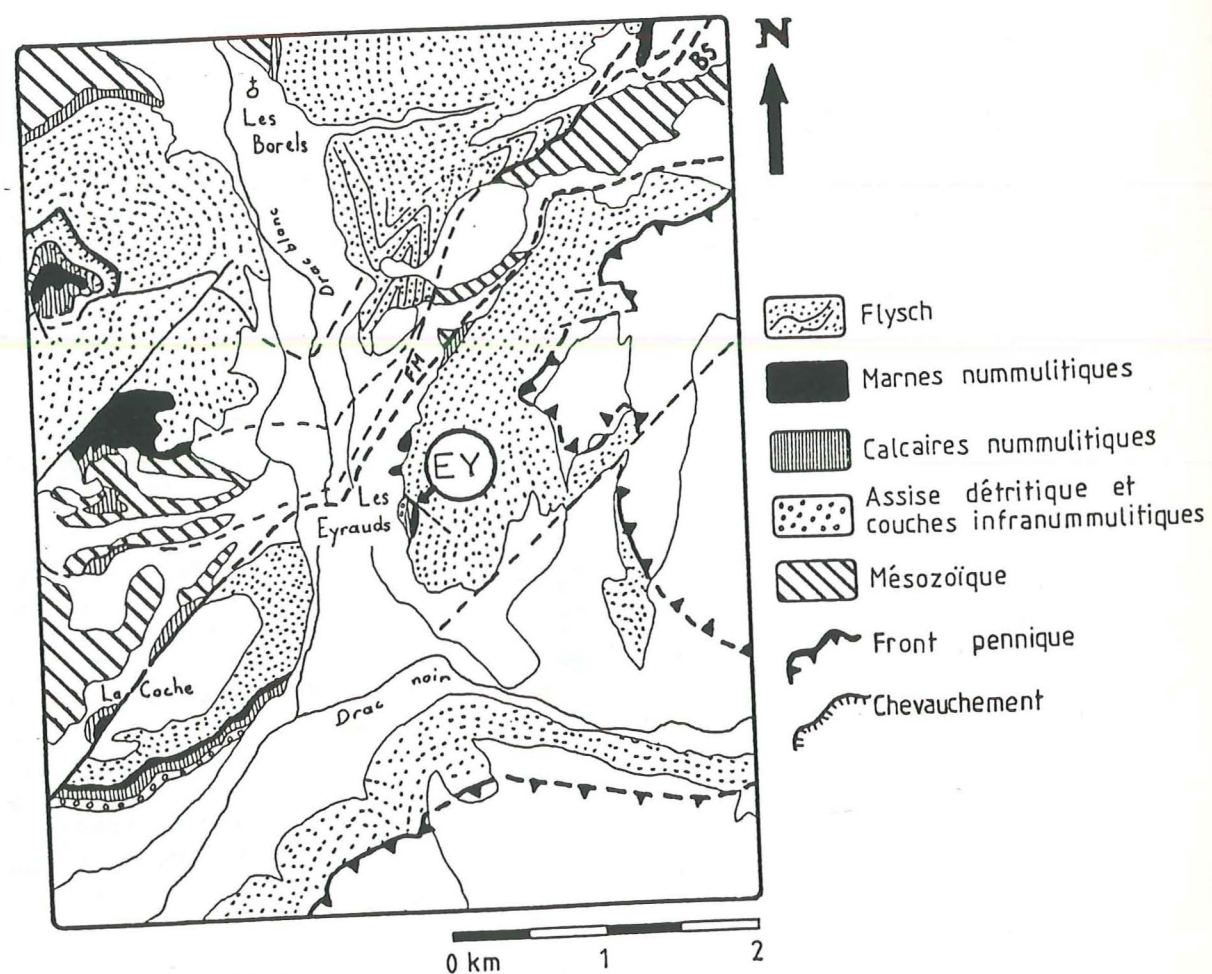 N
BS
Les
Borels
Drac blanc
FM
EY
Les
Eyrauds
La Coche
Drac noir
Flysch
Marnes nummulitiques
Calcaires nummulitiques
Assise détritique et
couches infranummulitiques
Mésozoïque
Front pennique
Chevauchement
0 km 1 2